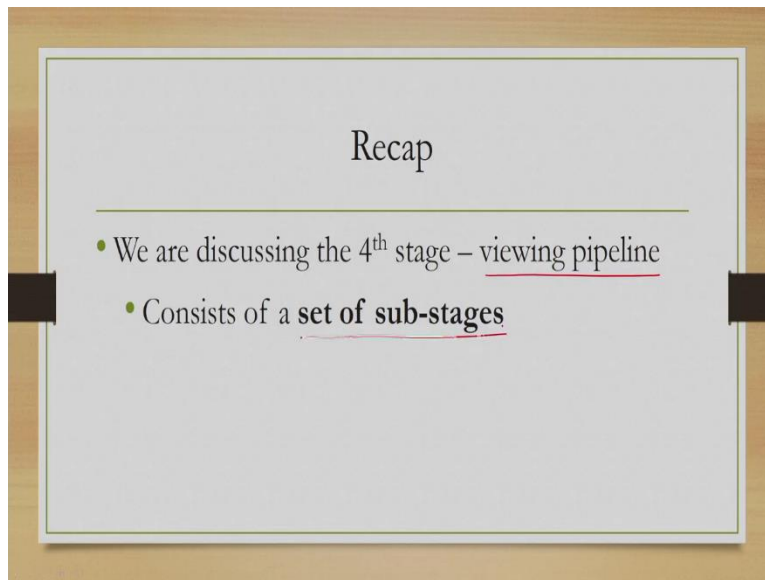 Recap
• We are discussing the 4th stage – viewing pipeline
• Consists of a set of sub-stages